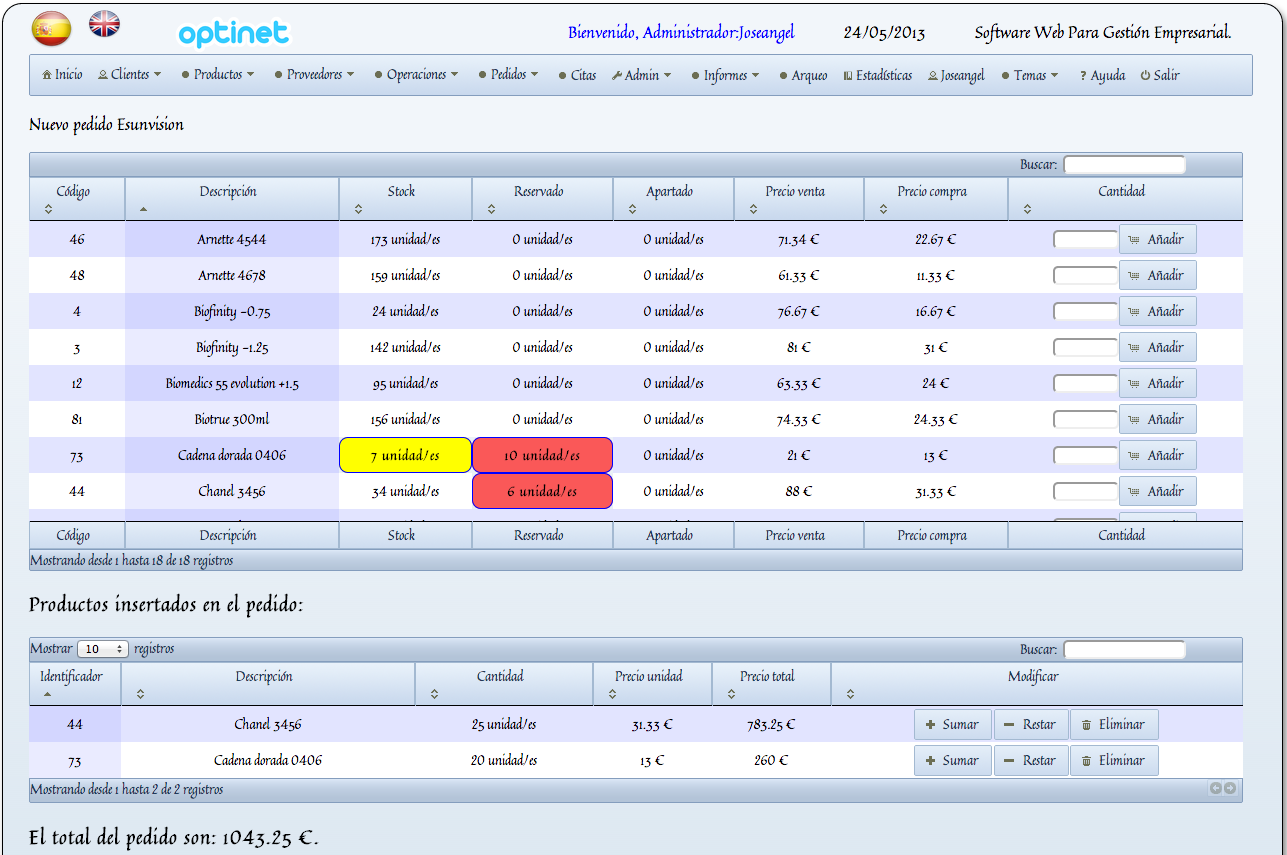 optinet
Bienvenido, Administrador:Joseangel 24/05/2013 Software Web Para Gestión Empresarial.
Inicio Clientes Productos Proveedores Operaciones Pedidos Citas Admin Informes Arqueo Estadísticas Joseangel Temas ? Ayuda Salir
Nuevo pedido Esunvision
Buscar:
Código Descripción Stock Reservado Apartado Precio venta Precio compra Cantidad
46 Arnette 4544 173 unidad/es 0 unidad/es 0 unidad/es 71.34 € 22.67 € Añadir
48 Arnette 4678 159 unidad/es 0 unidad/es 0 unidad/es 61.33 € 11.33 € Añadir
4 Biofinity -0.75 24 unidad/es 0 unidad/es 0 unidad/es 76.67 € 16.67 € Añadir
3 Biofinity -1.25 142 unidad/es 0 unidad/es 0 unidad/es 81 € 31 € Añadir
12 Biomedics 55 evolution +1.5 95 unidad/es 0 unidad/es 0 unidad/es 63.33 € 24 € Añadir
81 Biotrue 300ml 156 unidad/es 0 unidad/es 0 unidad/es 74.33 € 24.33 € Añadir
73 Cadena dorada 0406 7 unidad/es 10 unidad/es 0 unidad/es 21 € 13 € Añadir
44 Chanel 3456 34 unidad/es 6 unidad/es 0 unidad/es 88 € 31.33 € Añadir
Código Descripción Stock Reservado Apartado Precio venta Precio compra Cantidad
Mostrando desde 1 hasta 18 de 18 registros
Productos insertados en el pedido:
Mostrar 10 registros Buscar:
Identificador Descripción Cantidad Precio unidad Precio total Modificar
44 Chanel 3456 25 unidad/es 31.33 € 783.25 € Sumar Restar Eliminar
73 Cadena dorada 0406 20 unidad/es 13 € 260 € Sumar Restar Eliminar
Mostrando desde 1 hasta 2 de 2 registros
El total del pedido son: 1043.25 €.